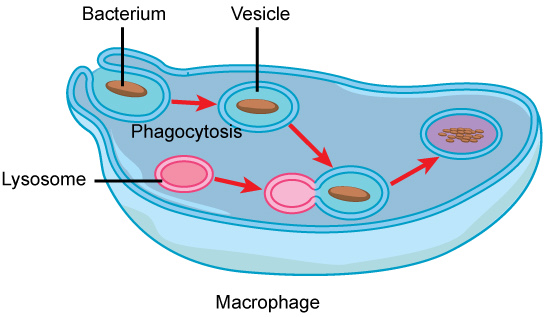 Bacterium
Vesicle
Phagocytosis
Lysosome
Macrophage